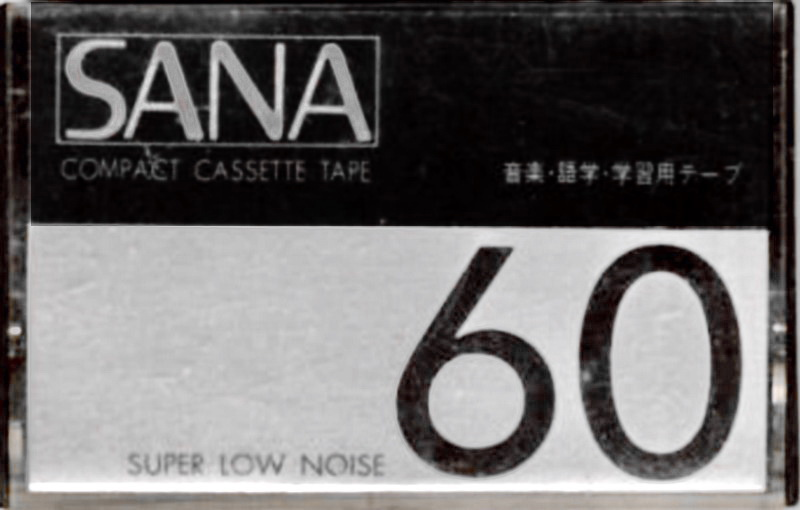 SANA
COMPACT CASSETTE TAPE
音楽・語学・学習用テープ
60
SUPER LOW NOISE